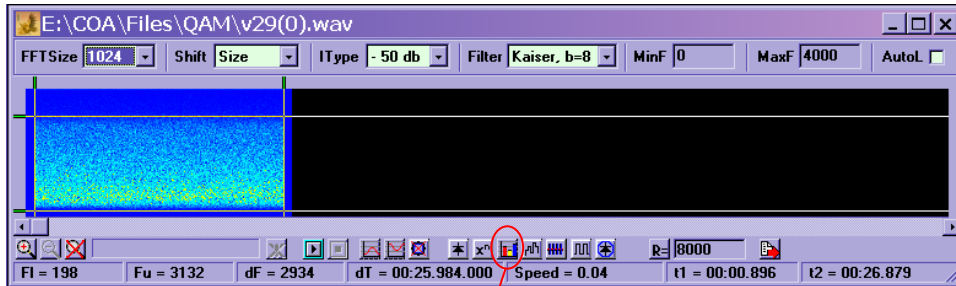 E:\COA\Files\QAM\v29(0).wav
FFTSize 1024 Shift Size IType - 50 db Filter Kaiser, b=8 MinF 0 MaxF 4000 AutoL
xⁿ R= 8000
Fl = 198 Fu = 3132 dF = 2934 dT = 00:25.984.000 Speed = 0.04 t1 = 00:00.896 t2 = 00:26.879